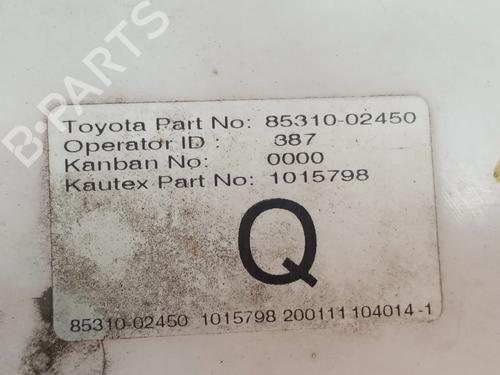 B-PARTS
Toyota Part No: 85310-02450
Operator ID : 387
Kanban No: 0000
Kautex Part No: 1015798
Q
85310-02450 1015798 200111 104014-1